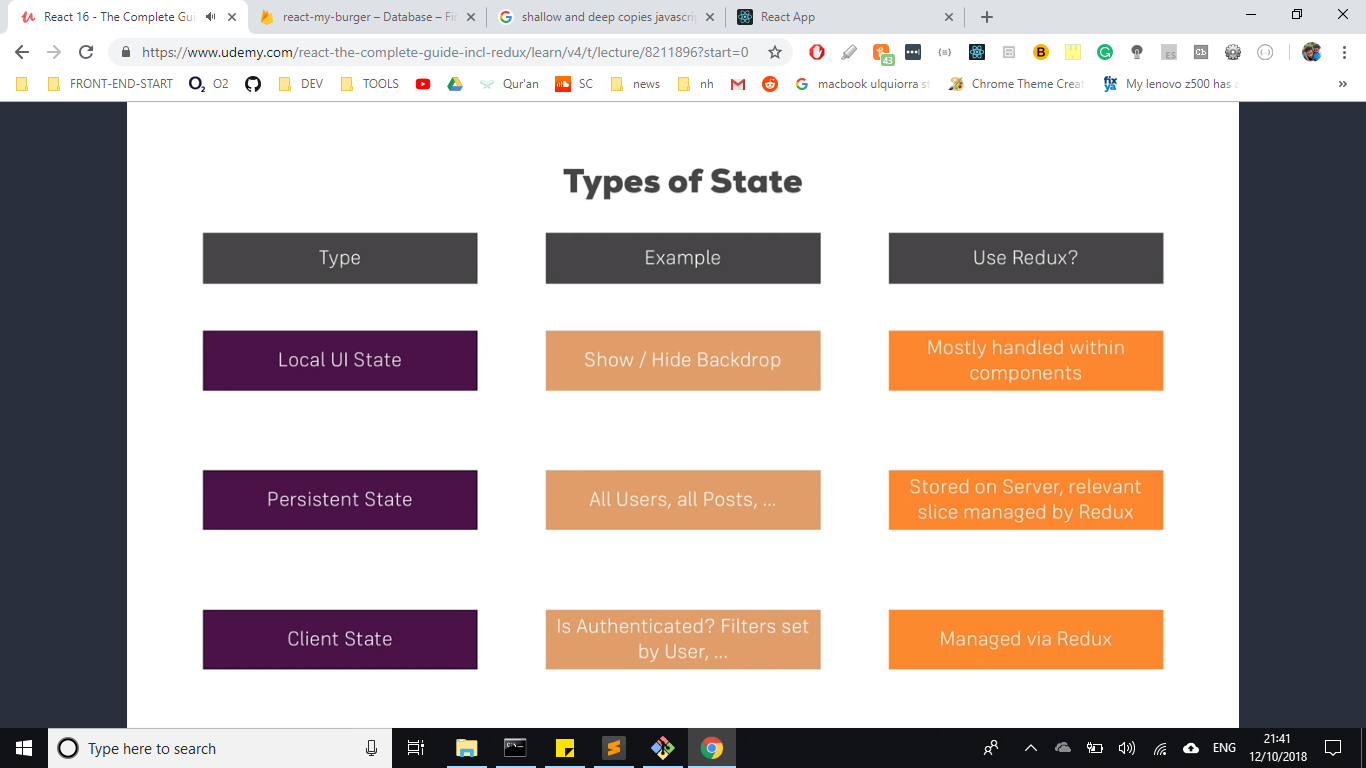 React 16 - The Complete Gui
react-my-burger – Database – Fir
shallow and deep copies javascrip
React App
https://www.udemy.com/react-the-complete-guide-incl-redux/learn/v4/t/lecture/8211896?start=0
43
B
ES
Cb
FRONT-END-START
O2
DEV
TOOLS
Qur'an
SC
news
nh
macbook ulquiorra st
Chrome Theme Creat
My lenovo z500 has a
Types of State
Type
Example
Use Redux?
Local UI State
Show / Hide Backdrop
Mostly handled within
components
Persistent State
All Users, all Posts, ...
Stored on Server, relevant
slice managed by Redux
Client State
Is Authenticated? Filters set
by User, ...
Managed via Redux
Type here to search
ENG
21:41
12/10/2018